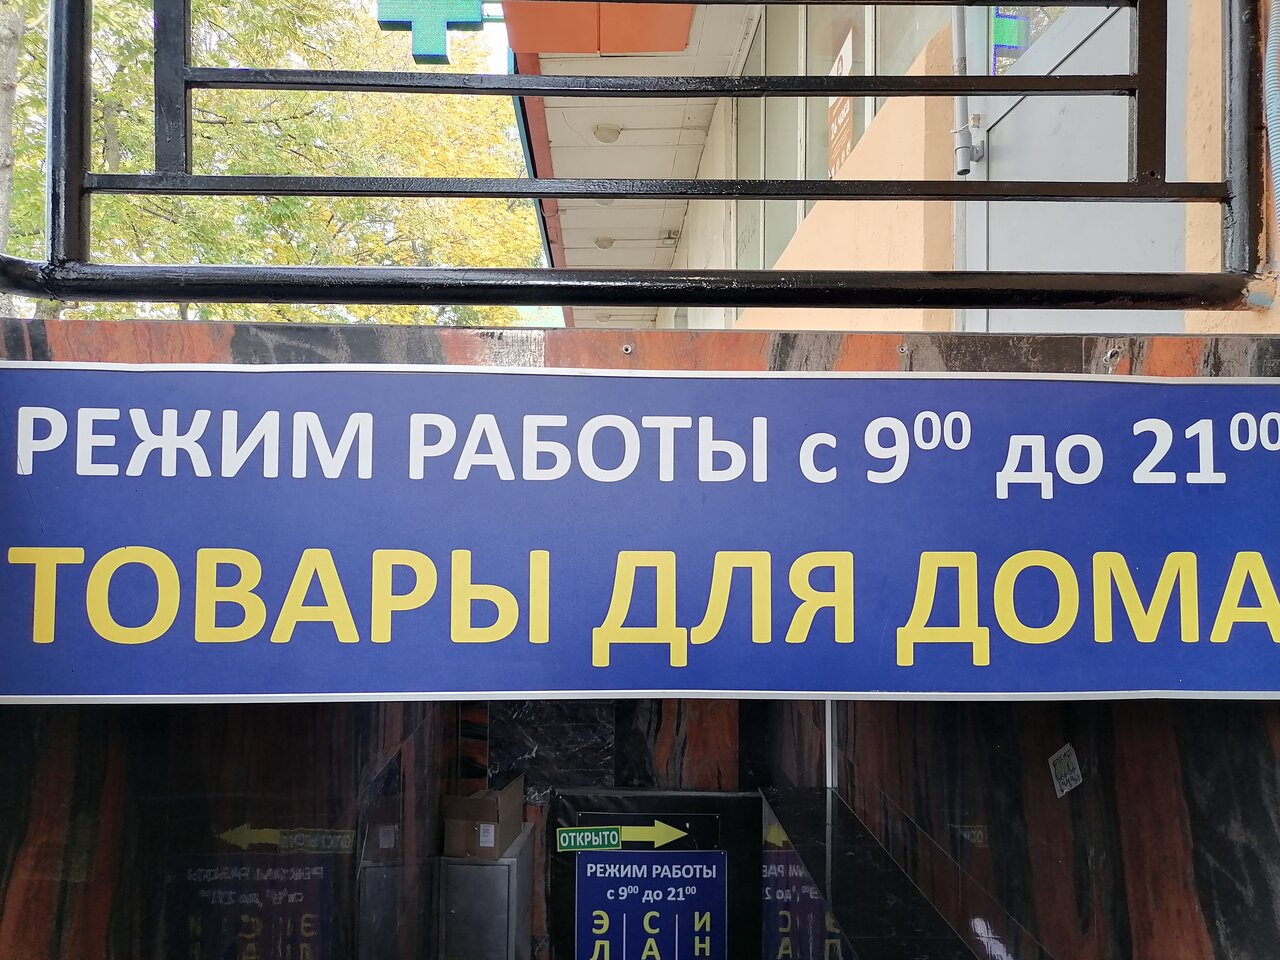 РЕЖИМ РАБОТЫ с 9⁰⁰ до 21⁰⁰
ТОВАРЫ ДЛЯ ДОМА
ОТКРЫТО
РЕЖИМ РАБОТЫ
с 9⁰⁰ до 21⁰⁰
Э С И
Л А Н